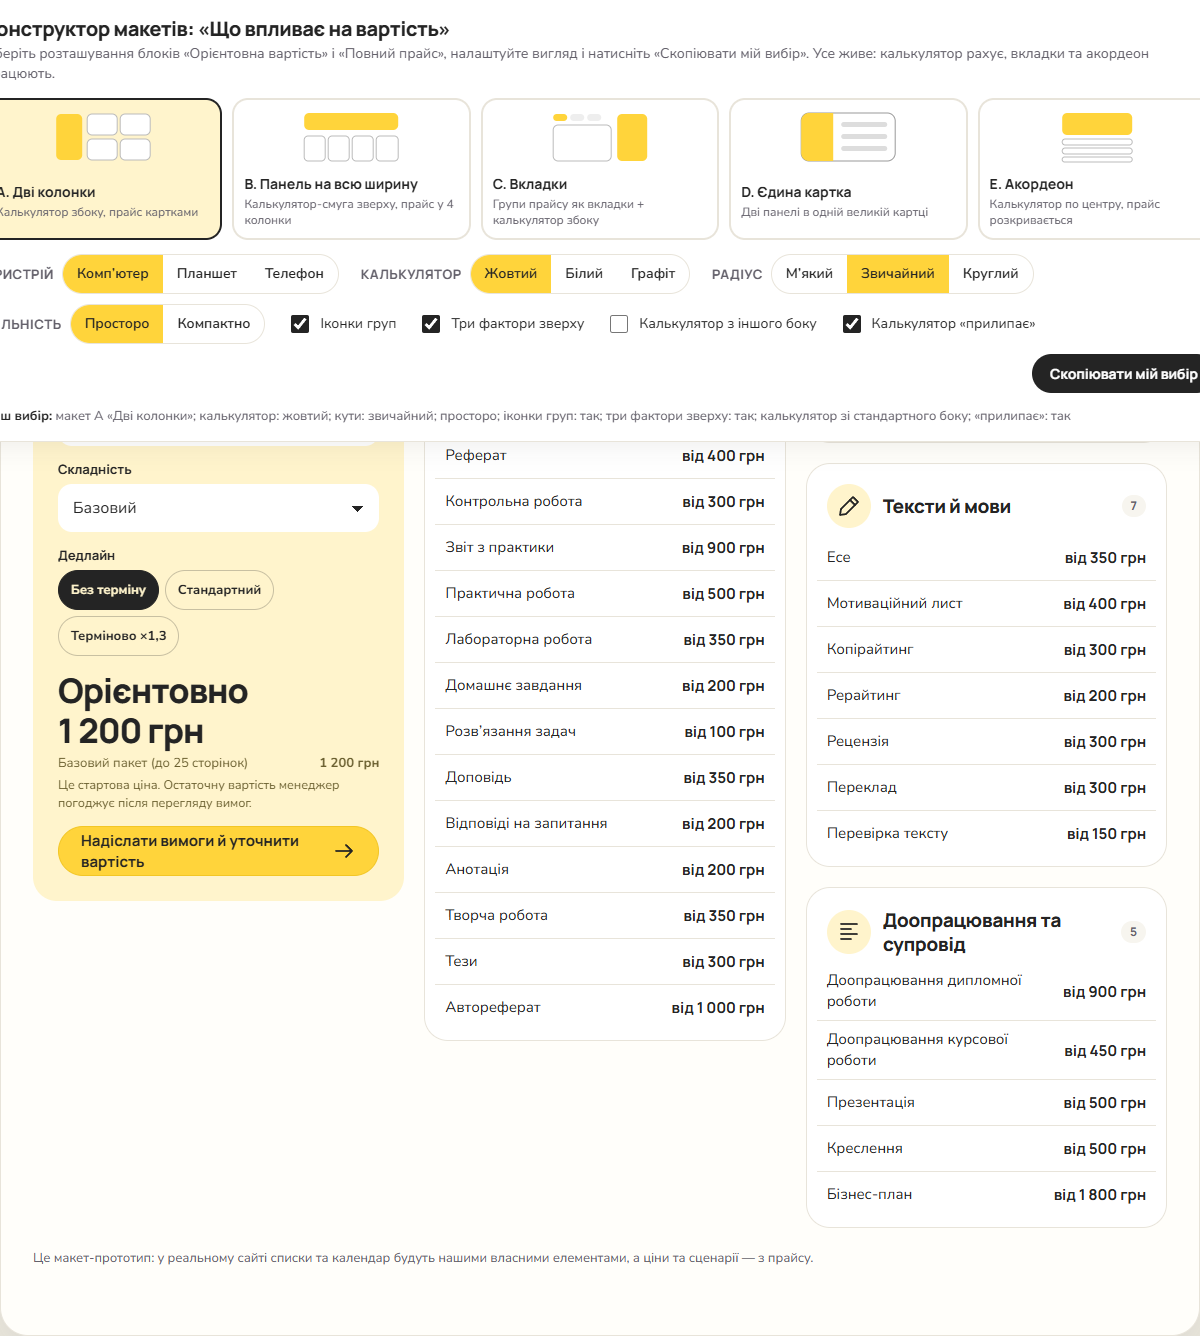 онструктор макетів: «Що впливає на вартість»
беріть розташування блоків «Орієнтовна вартість» і «Повний прайс», налаштуйте вигляд і натисніть «Скопіювати мій вибір». Усе живе: калькулятор рахує, вкладки та акордеон
ацюють.
А. Дві колонки
Калькулятор збоку, прайс картками
B. Панель на всю ширину
Калькулятор-смуга зверху, прайс у 4
колонки
C. Вкладки
Групи прайсу як вкладки +
калькулятор збоку
D. Єдина картка
Дві панелі в одній великій картці
E. Акордеон
Калькулятор по центру, прайс
розкривається
РИСТРІЙ Комп’ютер Планшет Телефон КАЛЬКУЛЯТОР Жовтий Білий Графіт РАДІУС М’який Звичайний Круглий
ЛЬНІСТЬ Просторо Компактно Іконки груп Три фактори зверху Калькулятор з іншого боку Калькулятор «прилипає»
Скопіювати мій вибір
ш вибір: макет A «Дві колонки»; калькулятор: жовтий; кути: звичайний; просторо; іконки груп: так; три фактори зверху: так; калькулятор зі стандартного боку; «прилипає»: так
Складність
Базовий
Дедлайн
Без терміну Стандартний
Терміново ×1,3
Орієнтовно
1 200 грн
Базовий пакет (до 25 сторінок) 1 200 грн
Це стартова ціна. Остаточну вартість менеджер
погоджує після перегляду вимог.
Надіслати вимоги й уточнити
вартість
Реферат від 400 грн
Контрольна робота від 300 грн
Звіт з практики від 900 грн
Практична робота від 500 грн
Лабораторна робота від 350 грн
Домашнє завдання від 200 грн
Розв’язання задач від 100 грн
Доповідь від 350 грн
Відповіді на запитання від 200 грн
Анотація від 200 грн
Творча робота від 350 грн
Тези від 300 грн
Автореферат від 1 000 грн
Тексти й мови 7
Есе від 350 грн
Мотиваційний лист від 400 грн
Копірайтинг від 300 грн
Рерайтинг від 200 грн
Рецензія від 300 грн
Переклад від 300 грн
Перевірка тексту від 150 грн
Доопрацювання та
супровід 5
Доопрацювання дипломної
роботи від 900 грн
Доопрацювання курсової
роботи від 450 грн
Презентація від 500 грн
Креслення від 500 грн
Бізнес-план від 1 800 грн
Це макет-прототип: у реальному сайті списки та календар будуть нашими власними елементами, а ціни та сценарії — з прайсу.